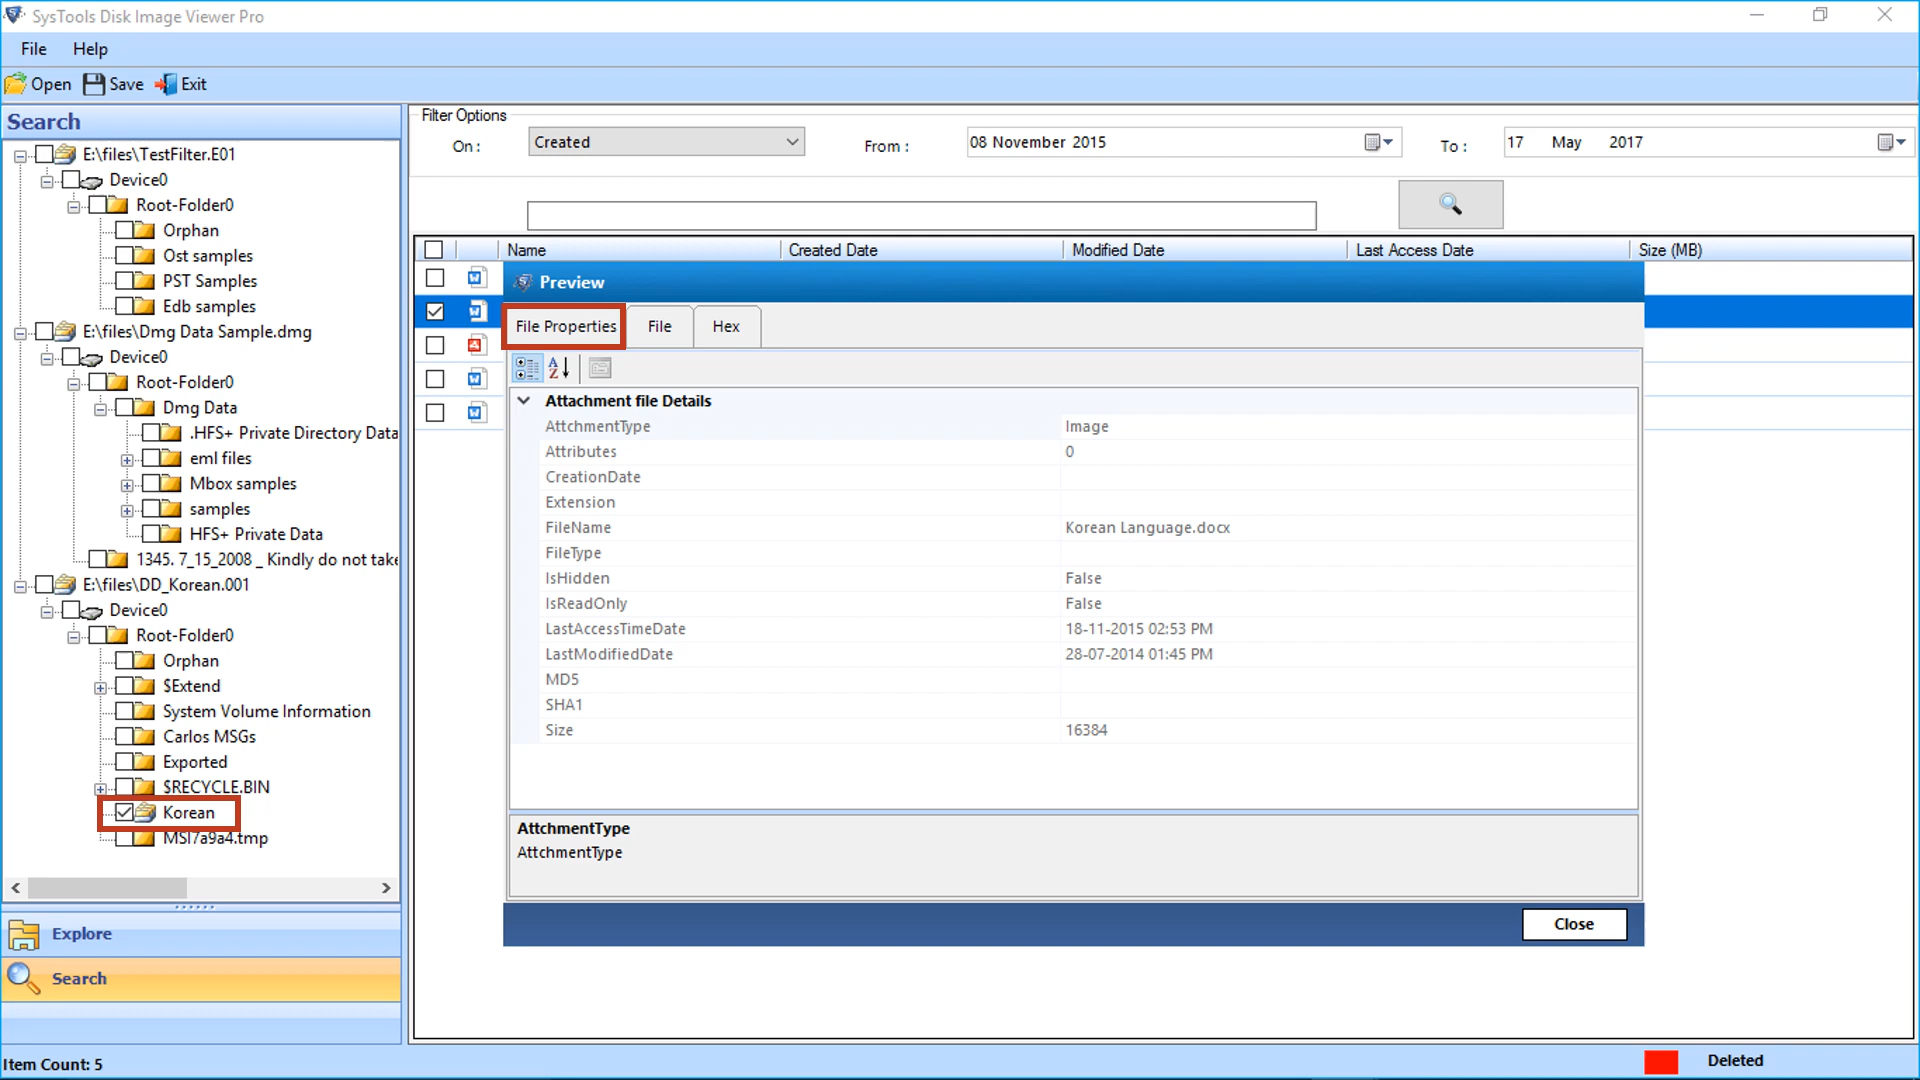 SysTools Disk Image Viewer Pro
File Help
Open Save Exit
Search
E:\files\TestFilter.E01
Device0
Root-Folder0
Orphan
Ost samples
PST Samples
Edb samples
E:\files\Dmg Data Sample.dmg
Device0
Root-Folder0
Dmg Data
.HFS+ Private Directory Data
eml files
Mbox samples
samples
HFS+ Private Data
1345. 7_15_2008 _ Kindly do not take
E:\files\DD_Korean.001
Device0
Root-Folder0
Orphan
$Extend
System Volume Information
Carlos MSGs
Exported
$RECYCLE.BIN
Korean
MSI7a9a4.tmp
Explore
Search
Item Count: 5
Filter Options
On : Created From : 08 November 2015 To : 17 May 2017
Name Created Date Modified Date Last Access Date Size (MB)
Preview
File Properties File Hex
Attachment file Details
AttchmentType Image
Attributes 0
CreationDate
Extension
FileName Korean Language.docx
FileType
IsHidden False
IsReadOnly False
LastAccessTimeDate 18-11-2015 02:53 PM
LastModifiedDate 28-07-2014 01:45 PM
MD5
SHA1
Size 16384
AttchmentType
AttchmentType
Close
Deleted